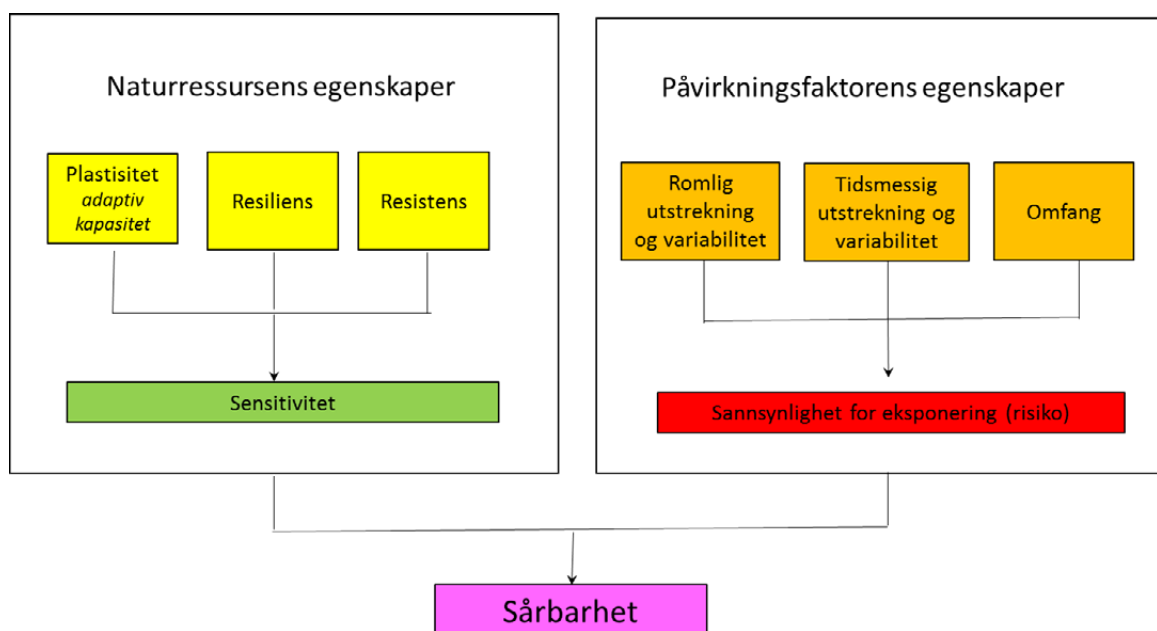 Naturressursens egenskaper
Plastisitet
adaptiv
kapasitet
Resiliens
Resistens
Sensitivitet
Påvirkningsfaktorens egenskaper
Romlig
utstrekning
og variabilitet
Tidsmessig
utstrekning og
variabilitet
Omfang
Sannsynlighet for eksponering (risiko)
Sårbarhet